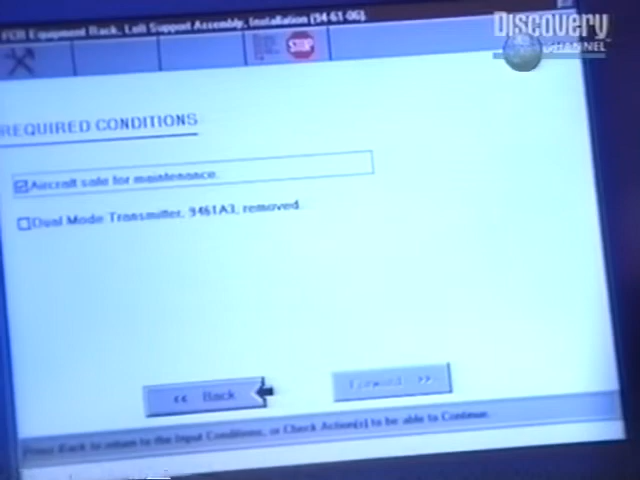 FCR Equipment Rack, Left Support Assembly, Installation (94-61-06).
Discovery
CHANNEL
STOP
REQUIRED CONDITIONS
Aircraft safe for maintenance.
Dual Mode Transmitter, 9461A3, removed.
<< Back
Forward >>
Press Back to return to the Input Conditions, or Check Action(s) to be able to Continue.